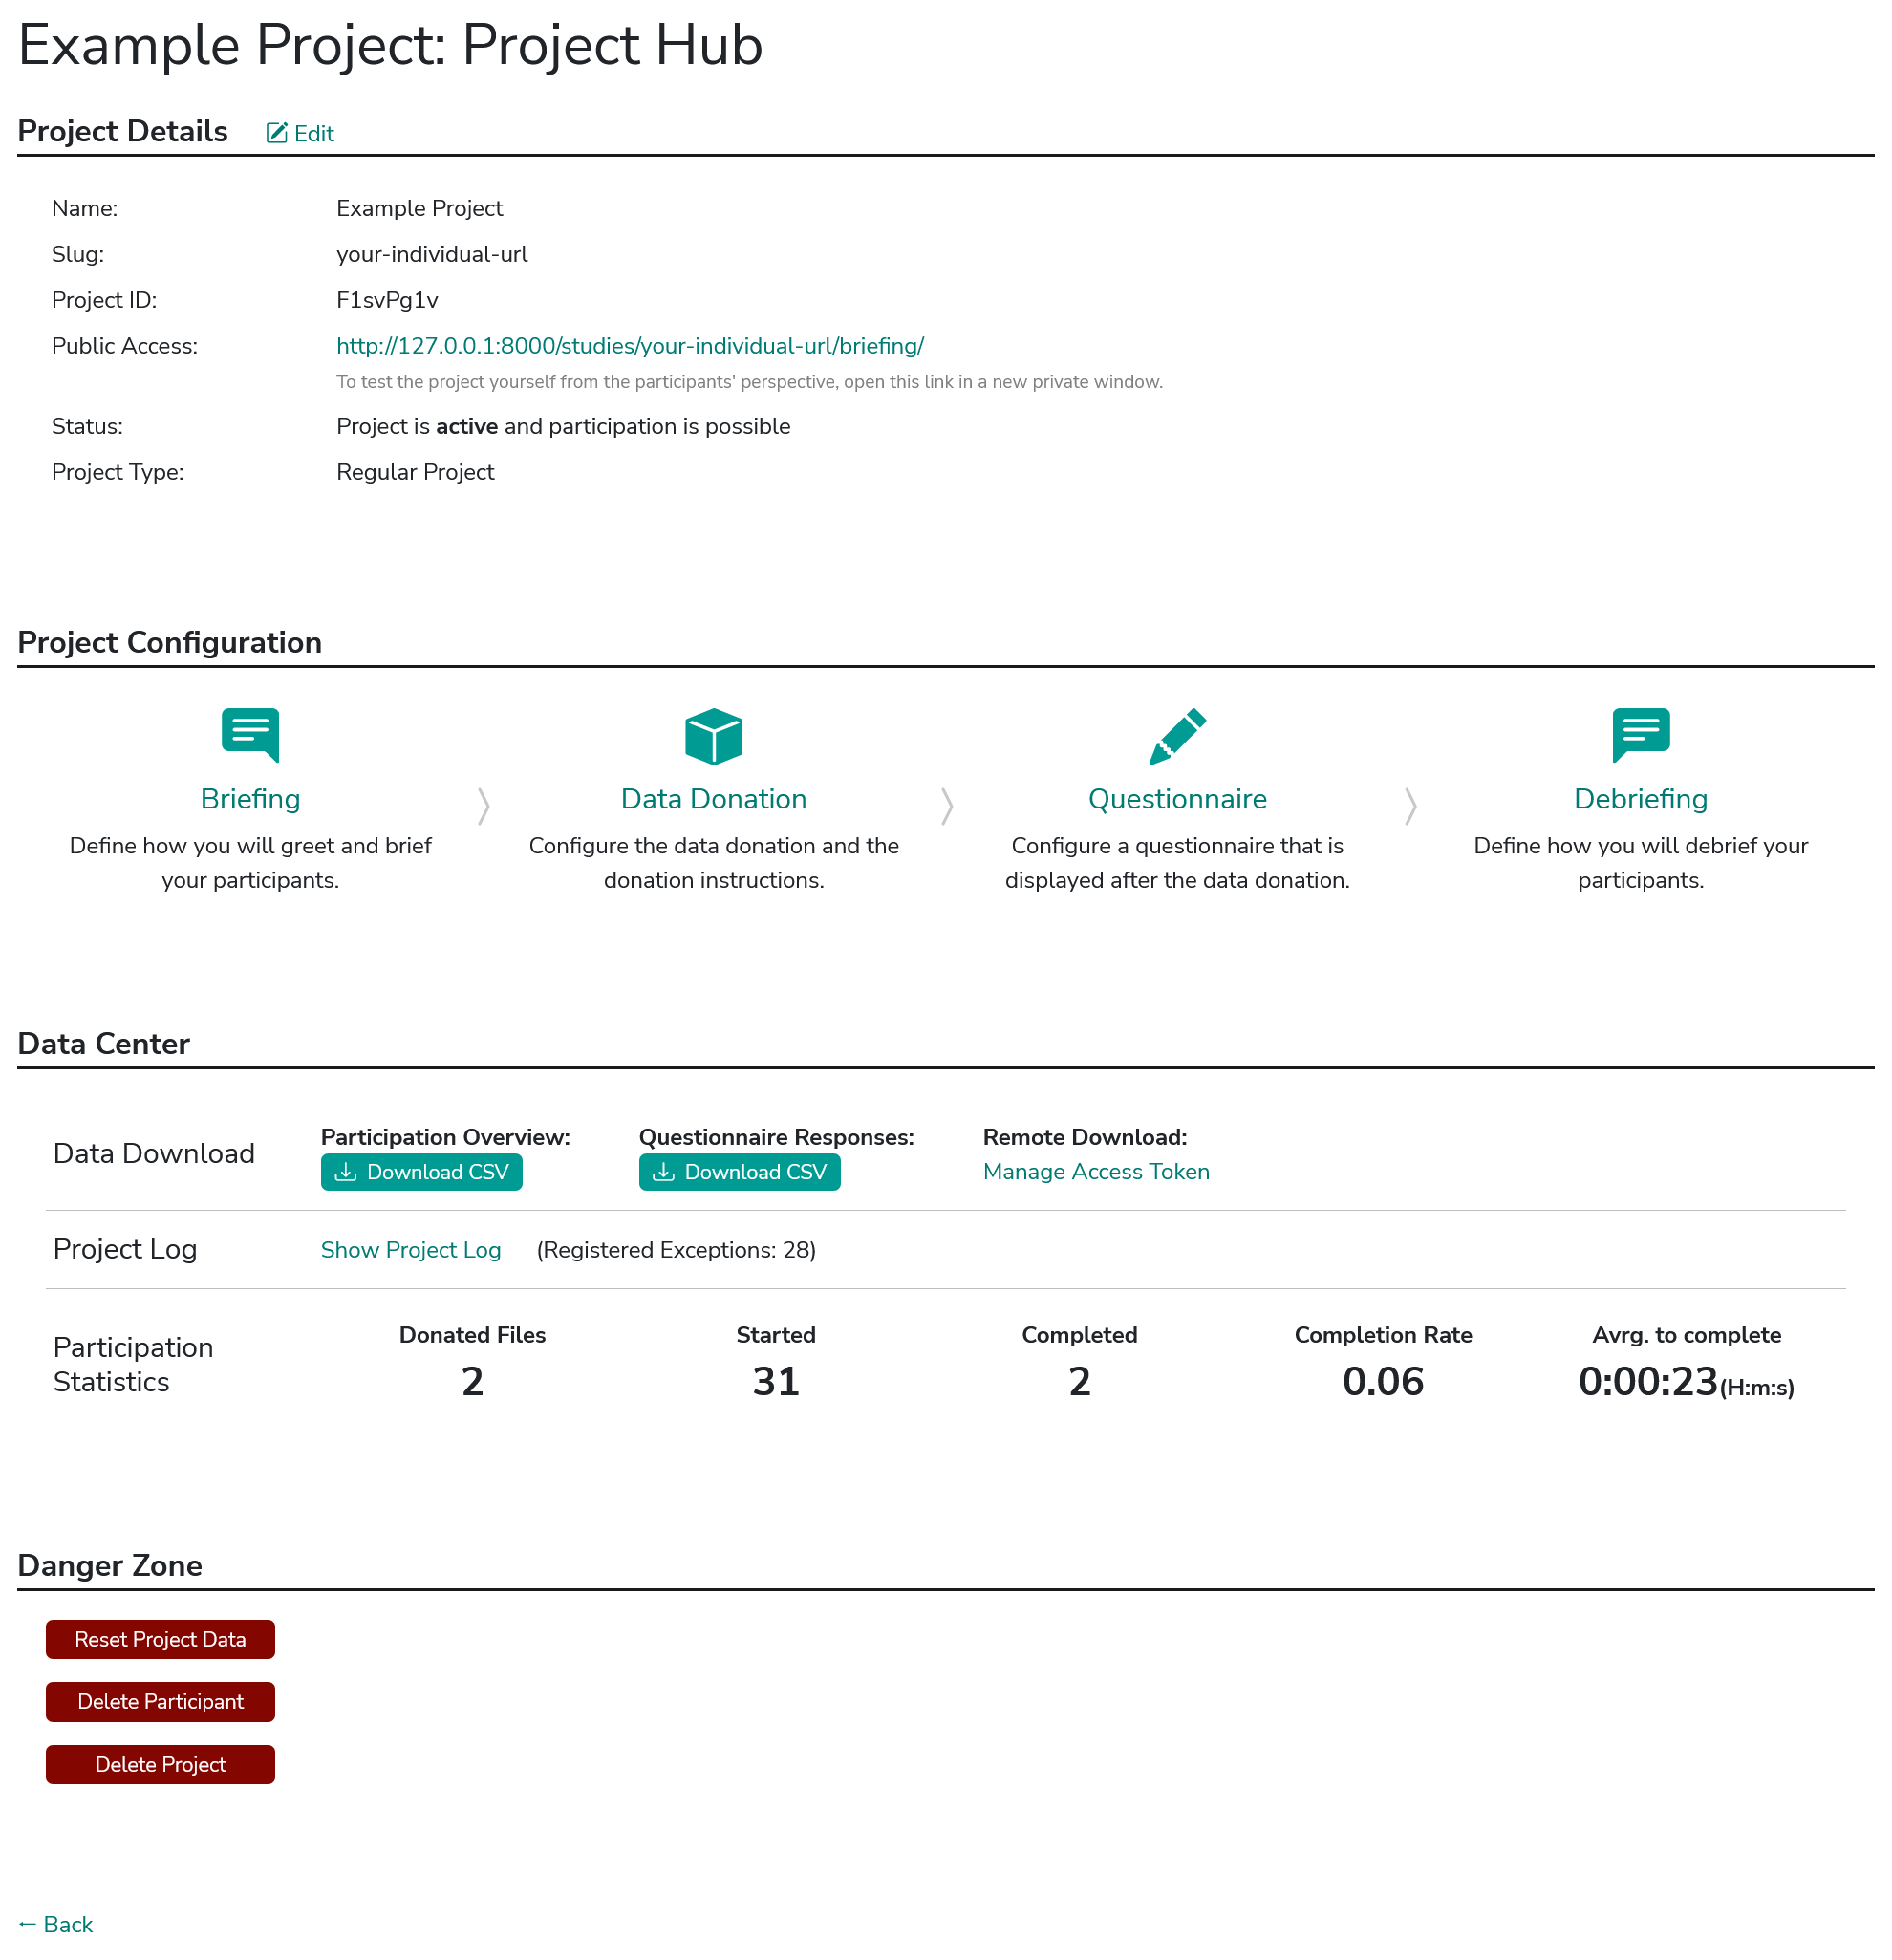 Example Project: Project Hub
Project Details Edit
Name: Example Project
Slug: your-individual-url
Project ID: F1svPg1v
Public Access: http://127.0.0.1:8000/studies/your-individual-url/briefing/
To test the project yourself from the participants' perspective, open this link in a new private window.
Status: Project is active and participation is possible
Project Type: Regular Project
Project Configuration
Briefing
Define how you will greet and brief
your participants.
Data Donation
Configure the data donation and the
donation instructions.
Questionnaire
Configure a questionnaire that is
displayed after the data donation.
Debriefing
Define how you will debrief your
participants.
Data Center
Data Download
Participation Overview:
Download CSV
Questionnaire Responses:
Download CSV
Remote Download:
Manage Access Token
Project Log Show Project Log (Registered Exceptions: 28)
Participation
Statistics
Donated Files
2
Started
31
Completed
2
Completion Rate
0.06
Avrg. to complete
0:00:23(H:m:s)
Danger Zone
Reset Project Data
Delete Participant
Delete Project
← Back